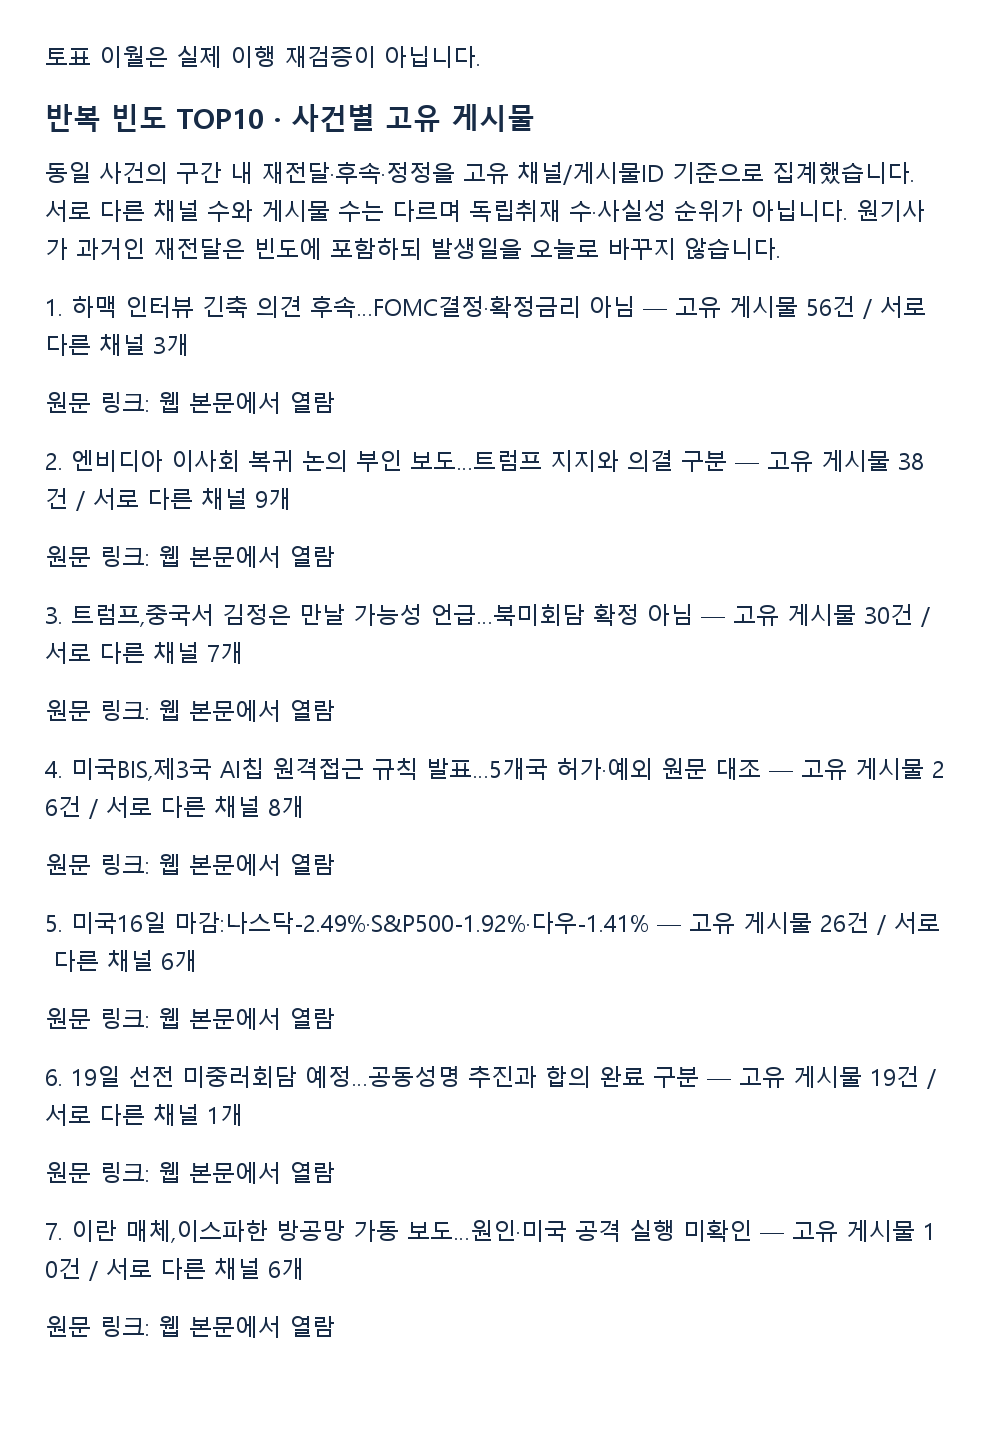 토표 이월은 실제 이행 재검증이 아닙니다.
반복 빈도 TOP10 · 사건별 고유 게시물
동일 사건의 구간 내 재전달·후속·정정을 고유 채널/게시물ID 기준으로 집계했습니다.
서로 다른 채널 수와 게시물 수는 다르며 독립취재 수·사실성 순위가 아닙니다. 원기사
가 과거인 재전달은 빈도에 포함하되 발생일을 오늘로 바꾸지 않습니다.
1. 하맥 인터뷰 긴축 의견 후속…FOMC결정·확정금리 아님 — 고유 게시물 56건 / 서로
다른 채널 3개
원문 링크: 웹 본문에서 열람
2. 엔비디아 이사회 복귀 논의 부인 보도…트럼프 지지와 의결 구분 — 고유 게시물 38
건 / 서로 다른 채널 9개
원문 링크: 웹 본문에서 열람
3. 트럼프,중국서 김정은 만날 가능성 언급…북미회담 확정 아님 — 고유 게시물 30건 /
서로 다른 채널 7개
원문 링크: 웹 본문에서 열람
4. 미국BIS,제3국 AI칩 원격접근 규칙 발표…5개국 허가·예외 원문 대조 — 고유 게시물 2
6건 / 서로 다른 채널 8개
원문 링크: 웹 본문에서 열람
5. 미국16일 마감:나스닥-2.49%·S&P500-1.92%·다우-1.41% — 고유 게시물 26건 / 서로
다른 채널 6개
원문 링크: 웹 본문에서 열람
6. 19일 선전 미중러회담 예정…공동성명 추진과 합의 완료 구분 — 고유 게시물 19건 /
서로 다른 채널 1개
원문 링크: 웹 본문에서 열람
7. 이란 매체,이스파한 방공망 가동 보도…원인·미국 공격 실행 미확인 — 고유 게시물 1
0건 / 서로 다른 채널 6개
원문 링크: 웹 본문에서 열람